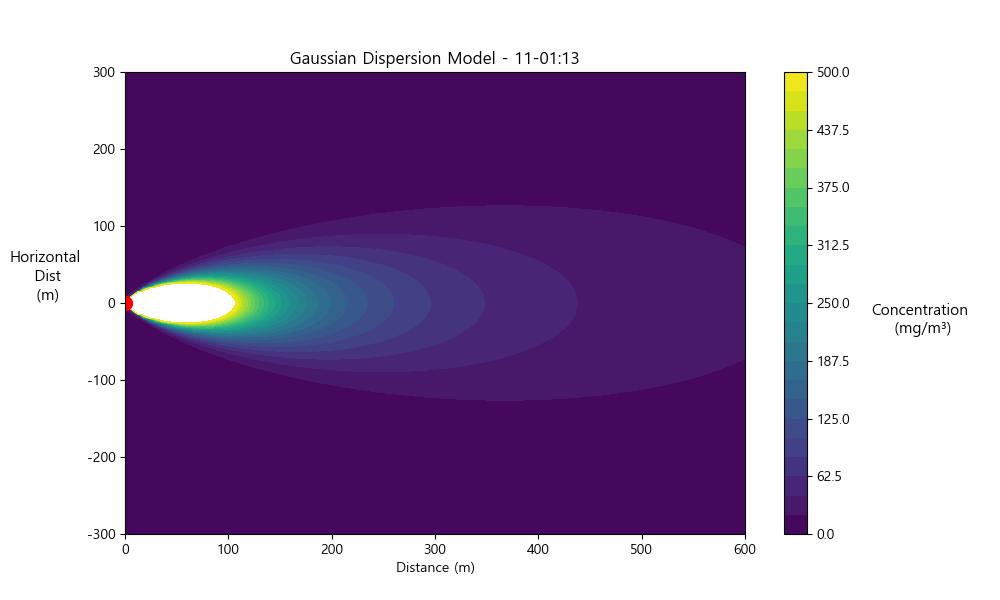 Gaussian Dispersion Model - 11-01:13
300
200
100
0
-100
-200
-300
Horizontal
Dist
(m)
0 100 200 300 400 500 600
Distance (m)
500.0
437.5
375.0
312.5
250.0
187.5
125.0
62.5
0.0
Concentration
(mg/m³)